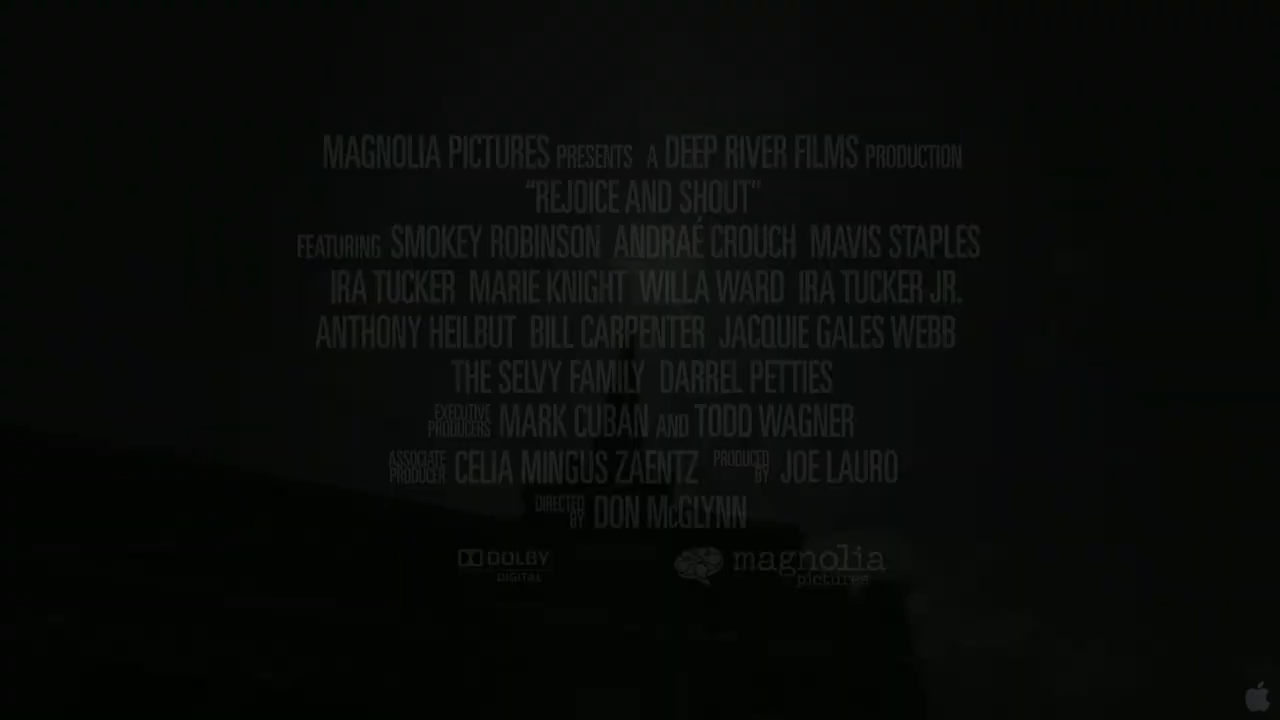 MAGNOLIA PICTURES PRESENTS A DEEP RIVER FILMS PRODUCTION
"REJOICE AND SHOUT"
FEATURING SMOKEY ROBINSON ANDRAÉ CROUCH MAVIS STAPLES
IRA TUCKER MARIE KNIGHT WILLA WARD IRA TUCKER JR.
ANTHONY HEILBUT BILL CARPENTER JACQUIE GALES WEBB
THE SELVY FAMILY DARREL PETTIES
EXECUTIVE PRODUCERS MARK CUBAN AND TODD WAGNER
ASSOCIATE PRODUCER CELIA MINGUS ZAENTZ PRODUCED BY JOE LAURO
DIRECTED BY DON McGLYNN
DOLBY DIGITAL magnolia pictures